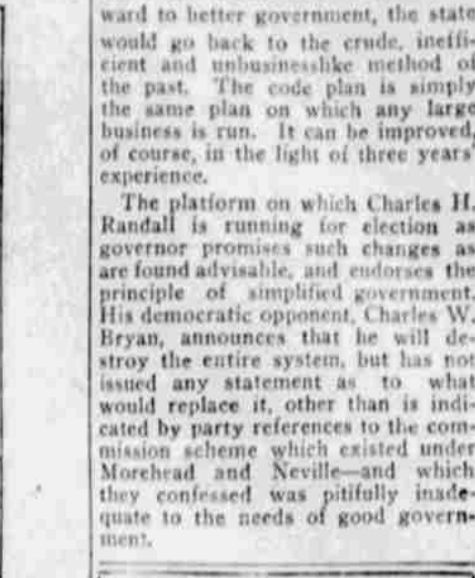 ward to better government, the state
would go back to the crude, ineffi-
cient and unbusinesslike method of
the past. The code plan is simply
the same plan on which any large
business is run. It can be improved,
of course, in the light of three years'
experience.
The platform on which Charles H.
Randall is running for election as
governor promises such changes as
are found advisable, and endorses the
principle of simplified government.
His democratic opponent, Charles W.
Bryan, announces that he will de-
stroy the entire system, but has not
issued any statement as to what
would replace it, other than is indi-
cated by party references to the com-
mission scheme which existed under
Morehead and Neville—and which
they confessed was pitifully inade-
quate to the needs of good govern-
ment.